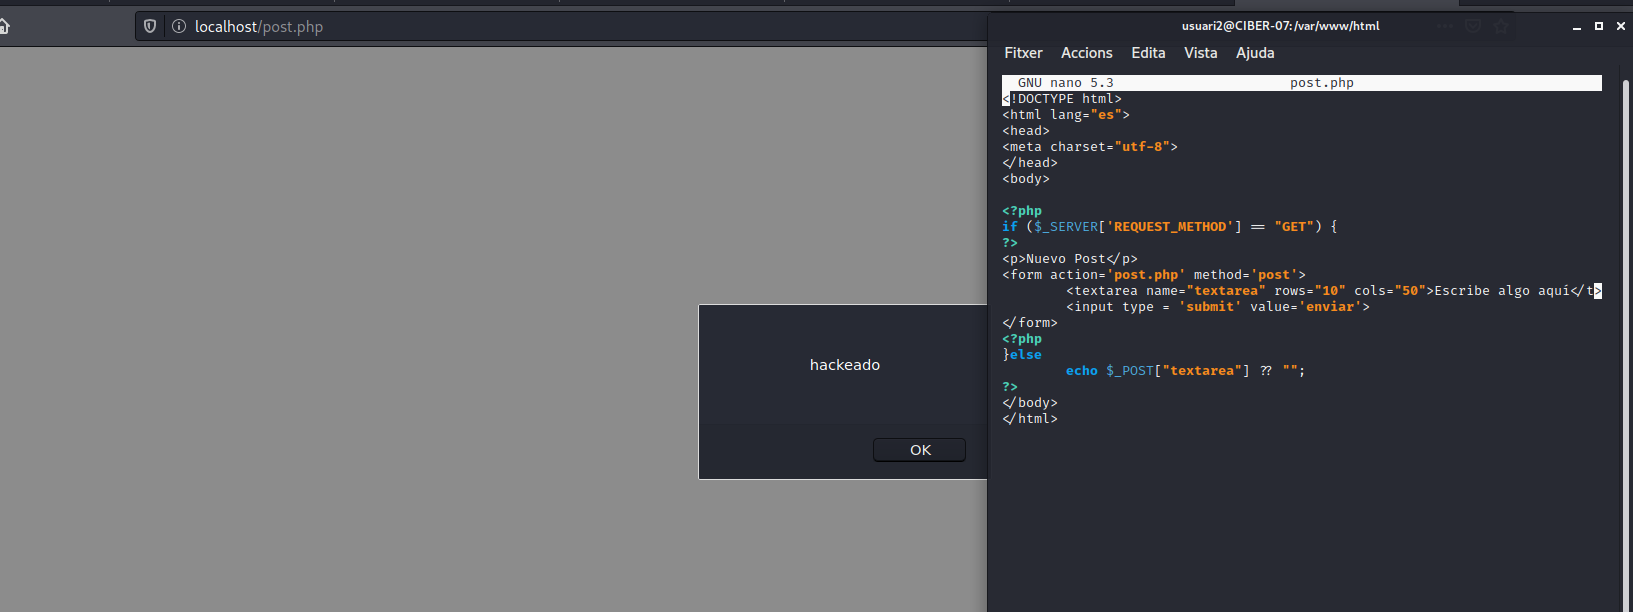 localhost/post.php
hackeado
OK
usuari2@CIBER-07:/var/www/html
Fitxer Accions Edita Vista Ajuda
GNU nano 5.3 post.php
<!DOCTYPE html>
<html lang="es">
<head>
<meta charset="utf-8">
</head>
<body>
<?php
if ($_SERVER['REQUEST_METHOD'] == "GET") {
?>
<p>Nuevo Post</p>
<form action='post.php' method='post'>
<textarea name="textarea" rows="10" cols="50">Escribe algo aquí</t>
<input type = 'submit' value='enviar'>
</form>
<?php
}else
echo $_POST["textarea"] ?? "";
?>
</body>
</html>